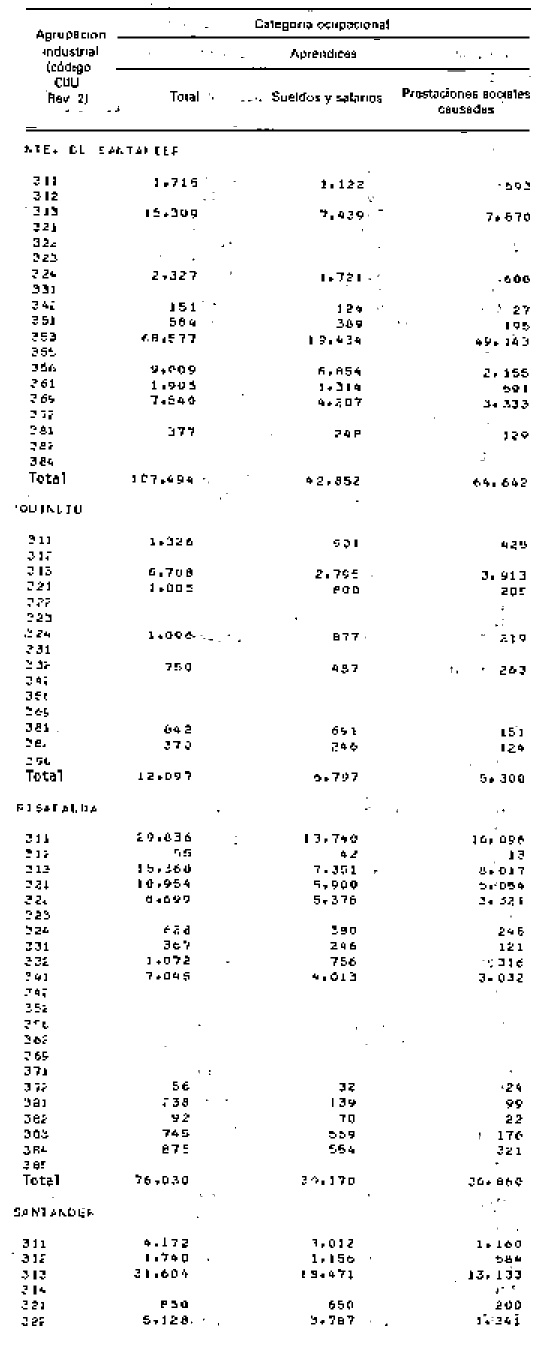 Agrupación industrial (código CIIU Rev. 2)
Categoría ocupacional
Aprendices
Total Sueldos y salarios Prestaciones sociales causadas
NTE. DE SANTANDER
311 1.715 1.122 593
312
313 15.309 7.439 7.870
321
322
323
324 2.327 1.721 606
331
342 151 124 27
351 584 389 195
353 68.577 19.434 49.143
355
356 9.009 6.854 2.155
361 1.905 1.314 591
369 7.540 4.207 3.333
372
381 377 248 129
382
384
Total 107.494 42.852 64.642
QUINDIO
311 1.326 901 425
312
313 6.708 2.795 3.913
321 1.005 800 205
322
323
324 1.096 877 219
331
332 750 487 263
342
356
369
381 842 691 151
382 370 246 124
390
Total 12.097 6.797 5.300
RISARALDA
311 29.836 13.740 16.096
312 55 42 13
313 15.368 7.351 8.017
321 10.954 5.900 5.054
322 8.699 5.378 3.321
323
324 628 380 248
331 367 246 121
332 1.072 756 316
341 7.045 4.013 3.032
342
352
356
362
369
371
372 56 32 24
381 238 139 99
382 92 70 22
383 745 569 176
384 875 554 321
385
Total 76.030 39.170 36.860
SANTANDER
311 4.172 3.012 1.160
312 1.740 1.156 584
313 31.604 18.471 13.133
314
321 850 650 200
322 5.128 3.787 1.341